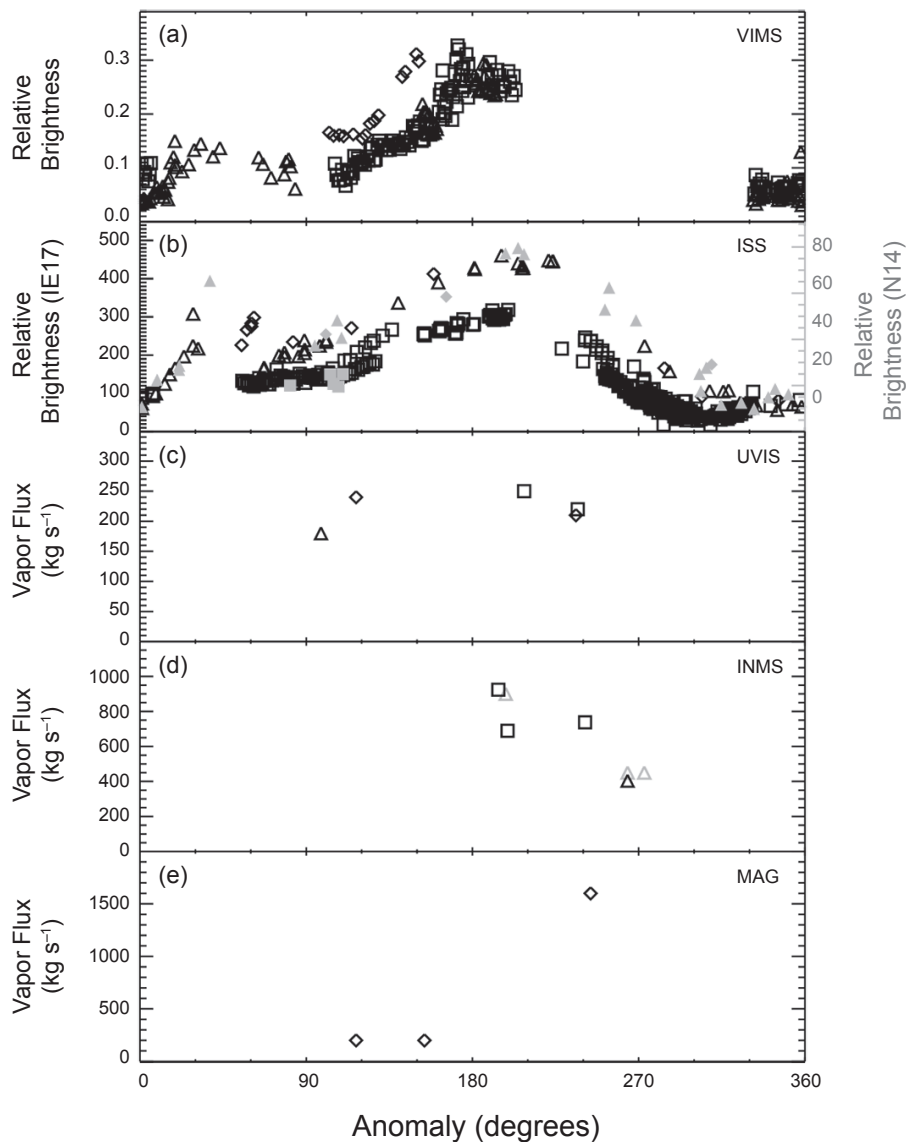 (a)
VIMS
Relative
Brightness
0.3
0.2
0.1
0.0
(b)
ISS
Relative
Brightness (IE17)
500
400
300
200
100
0
80
60
40
20
0
Relative
Brightness (N14)
(c)
UVIS
Vapor Flux
(kg s⁻¹)
300
250
200
150
100
50
0
(d)
INMS
Vapor Flux
(kg s⁻¹)
1000
800
600
400
200
0
(e)
MAG
Vapor Flux
(kg s⁻¹)
1500
1000
500
0
0 90 180 270 360
Anomaly (degrees)